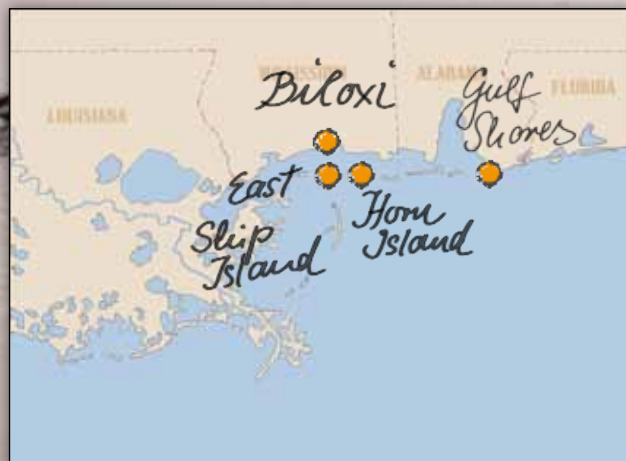 LOUISIANA
MISSISSIPPI
ALABAMA
FLORIDA
Biloxi
Gulf
Shores
East
Ship
Island
Horn
Island